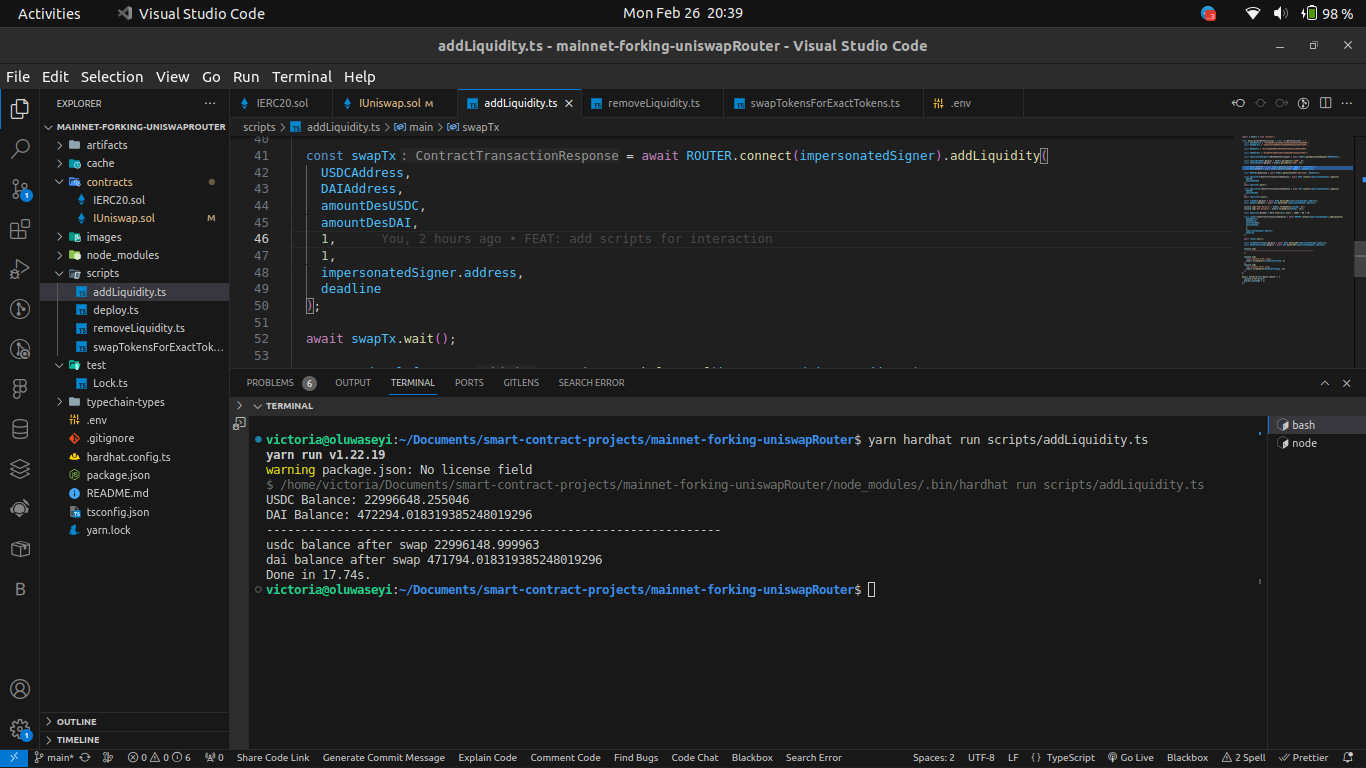 Activities
Visual Studio Code
Mon Feb 26 20:39
98 %
addLiquidity.ts - mainnet-forking-uniswapRouter - Visual Studio Code
File Edit Selection View Go Run Terminal Help
EXPLORER
MAINNET-FORKING-UNISWAPROUTER
artifacts
cache
contracts
IERC20.sol
IUniswap.sol M
images
node_modules
scripts
addLiquidity.ts
deploy.ts
removeLiquidity.ts
swapTokensForExactTok...
test
Lock.ts
typechain-types
.env
.gitignore
hardhat.config.ts
package.json
README.md
tsconfig.json
yarn.lock
OUTLINE
TIMELINE
IERC20.sol
IUniswap.sol M
addLiquidity.ts
removeLiquidity.ts
swapTokensForExactTokens.ts
.env
scripts > addLiquidity.ts > main > swapTx
40
41 const swapTx : ContractTransactionResponse = await ROUTER.connect(impersonatedSigner).addLiquidity(
42 USDCAddress,
43 DAIAddress,
44 amountDesUSDC,
45 amountDesDAI,
46 1, You, 2 hours ago • FEAT: add scripts for interaction
47 1,
48 impersonatedSigner.address,
49 deadline
50 );
51
52 await swapTx.wait();
53
PROBLEMS 6 OUTPUT TERMINAL PORTS GITLENS SEARCH ERROR
TERMINAL
victoria@oluwaseyi:~/Documents/smart-contract-projects/mainnet-forking-uniswapRouter$ yarn hardhat run scripts/addLiquidity.ts
yarn run v1.22.19
warning package.json: No license field
$ /home/victoria/Documents/smart-contract-projects/mainnet-forking-uniswapRouter/node_modules/.bin/hardhat run scripts/addLiquidity.ts
USDC Balance: 22996648.255046
DAI Balance: 472294.018319385248019296
-----------------------------------------------------------------
usdc balance after swap 22996148.999963
dai balance after swap 471794.018319385248019296
Done in 17.74s.
victoria@oluwaseyi:~/Documents/smart-contract-projects/mainnet-forking-uniswapRouter$
bash
node
main* 0 0 6 0 Share Code Link Generate Commit Message Explain Code Comment Code Find Bugs Code Chat Blackbox Search Error Spaces: 2 UTF-8 LF {} TypeScript Go Live Blackbox 2 Spell Prettier